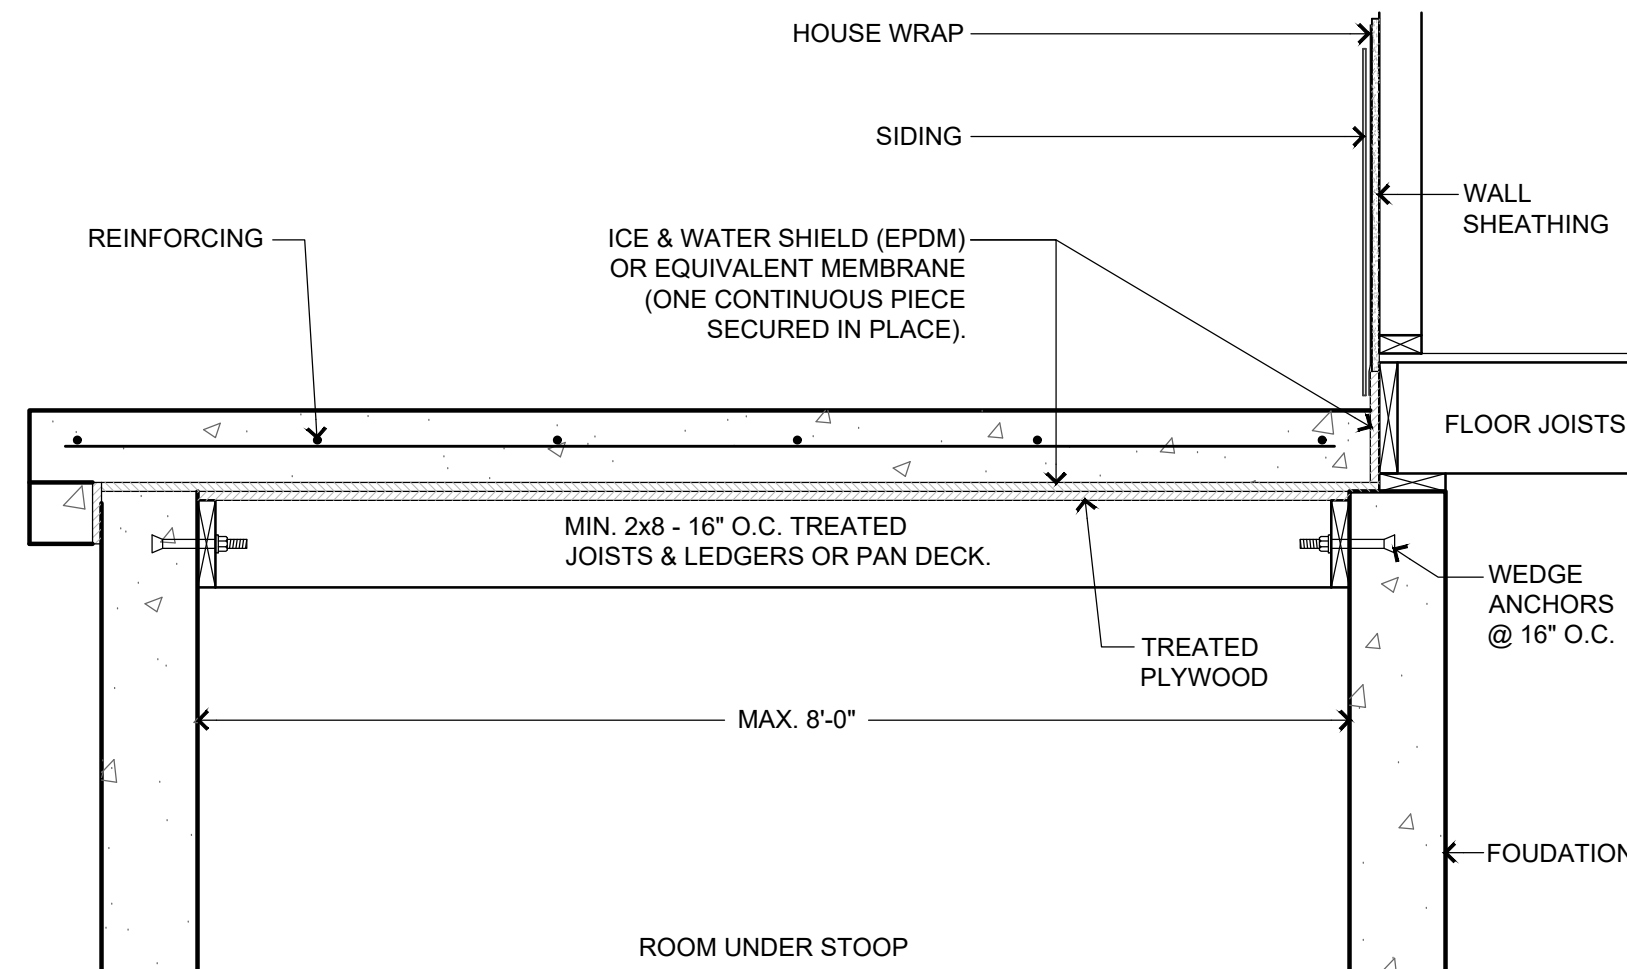 HOUSE WRAP
SIDING
WALL
SHEATHING
REINFORCING
ICE & WATER SHIELD (EPDM)
OR EQUIVALENT MEMBRANE
(ONE CONTINUOUS PIECE
SECURED IN PLACE).
FLOOR JOISTS
MIN. 2x8 - 16" O.C. TREATED
JOISTS & LEDGERS OR PAN DECK.
WEDGE
ANCHORS
@ 16" O.C.
TREATED
PLYWOOD
MAX. 8'-0"
FOUDATION
ROOM UNDER STOOP